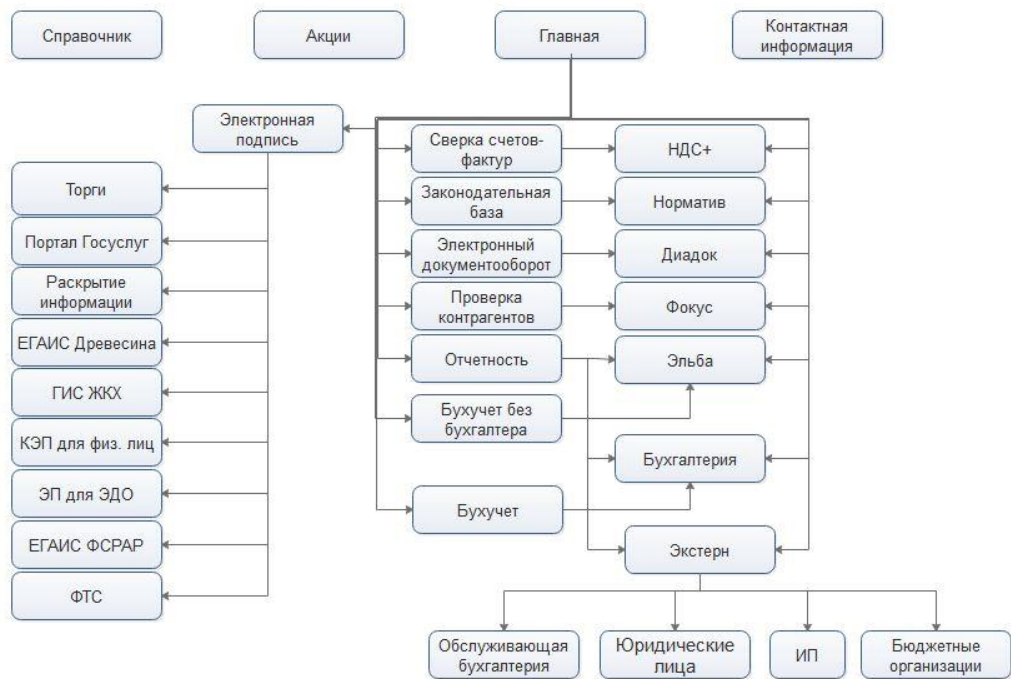 Справочник
Акции
Главная
Контактная
информация
Электронная
подпись
Торги
Портал Госуслуг
Раскрытие
информации
ЕГАИС Древесина
ГИС ЖКХ
КЭП для физ. лиц
ЭП для ЭДО
ЕГАИС ФСРАР
ФТС
Сверка счетов-
фактур
НДС+
Законодательная
база
Норматив
Электронный
документооборот
Диадок
Проверка
контрагентов
Фокус
Отчетность
Эльба
Бухучет без
бухгалтера
Бухгалтерия
Бухучет
Экстерн
Обслуживающая
бухгалтерия
Юридические
лица
ИП
Бюджетные
организации